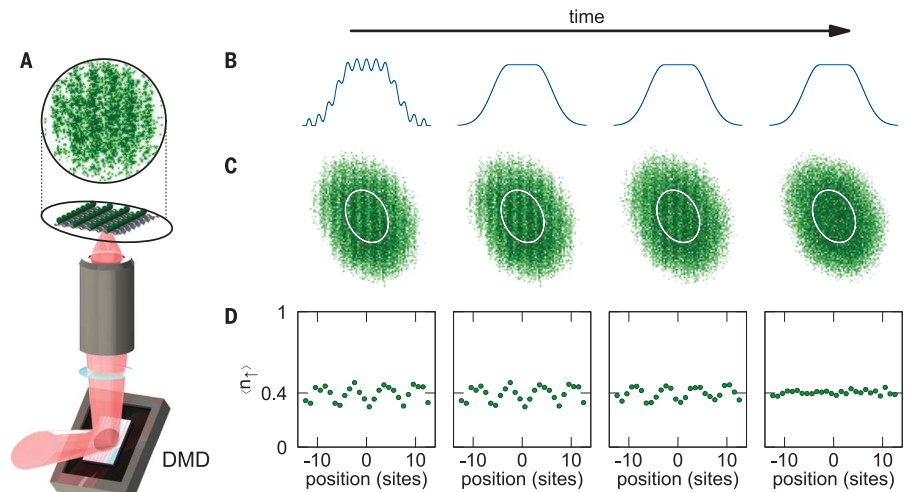 time
A
B
C
D
DMD
⟨n↑⟩
1
0.4
0
-10 0 10
-10 0 10
-10 0 10
-10 0 10
position (sites)
position (sites)
position (sites)
position (sites)